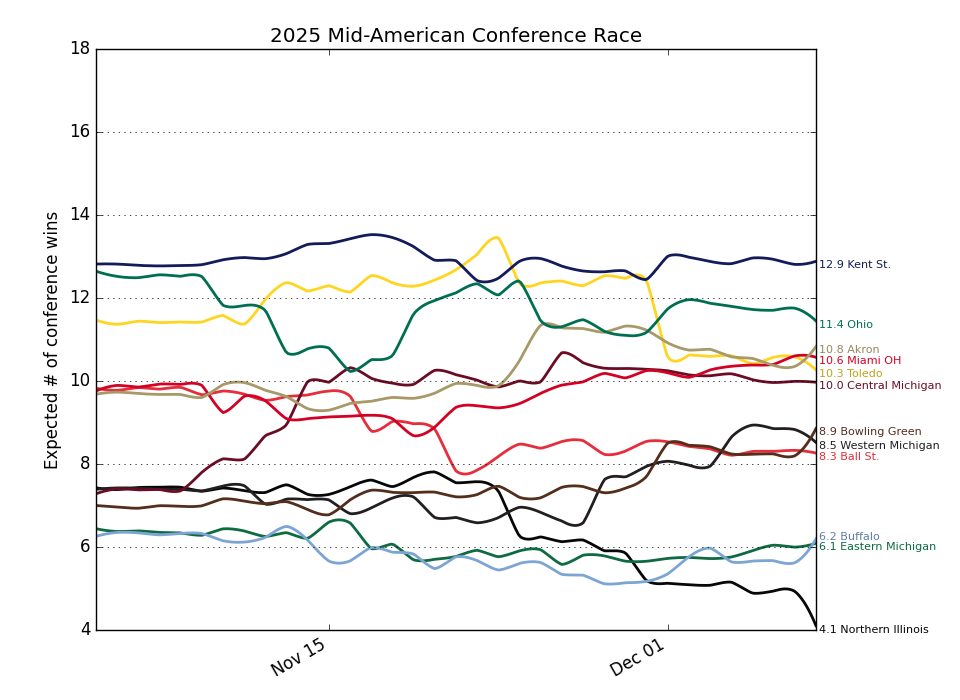 2025 Mid-American Conference Race
Expected # of conference wins
18
16
14
12
10
8
6
4
Nov 15
Dec 01
12.9 Kent St.
11.4 Ohio
10.8 Akron
10.6 Miami OH
10.3 Toledo
10.0 Central Michigan
8.9 Bowling Green
8.5 Western Michigan
8.3 Ball St.
6.2 Buffalo
6.1 Eastern Michigan
4.1 Northern Illinois